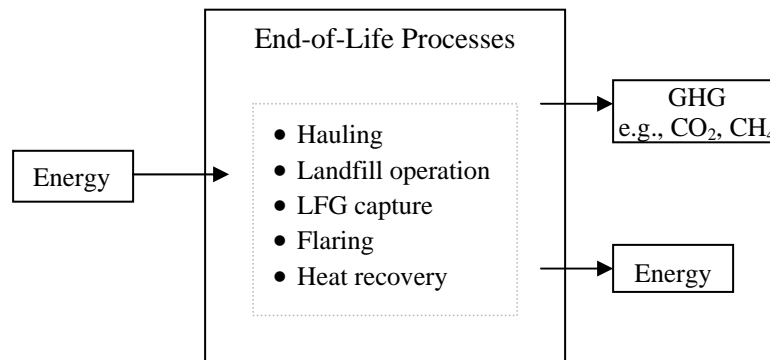 End-of-Life Processes
Energy
• Hauling
• Landfill operation
• LFG capture
• Flaring
• Heat recovery
GHG
e.g., CO₂, CH₄
Energy